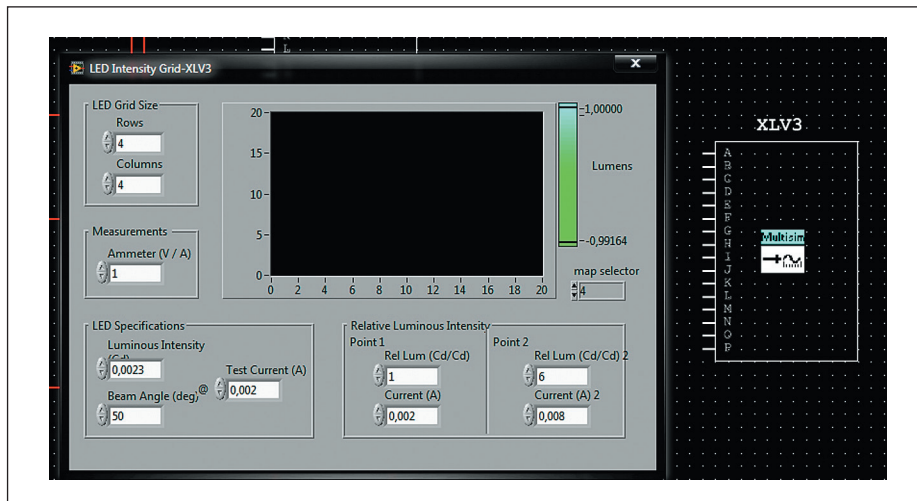 LED Intensity Grid-XLV3
x
LED Grid Size
Rows
4
Columns
4
Measurements
Ammeter (V / A)
1
20
15
10
5
0
0 2 4 6 8 10 12 14 16 18 20
1,00000
Lumens
-0,99164
map selector
4
LED Specifications
Luminous Intensity
(Cd)
0,0023
Beam Angle (deg)
50
@
Test Current (A)
0,002
Relative Luminous Intensity
Point 1
Rel Lum (Cd/Cd)
1
Current (A)
0,002
Point 2
Rel Lum (Cd/Cd) 2
6
Current (A) 2
0,008
XLV3
A
B
C
D
E
F
G
H
I
J
K
L
M
N
O
P
Multisim